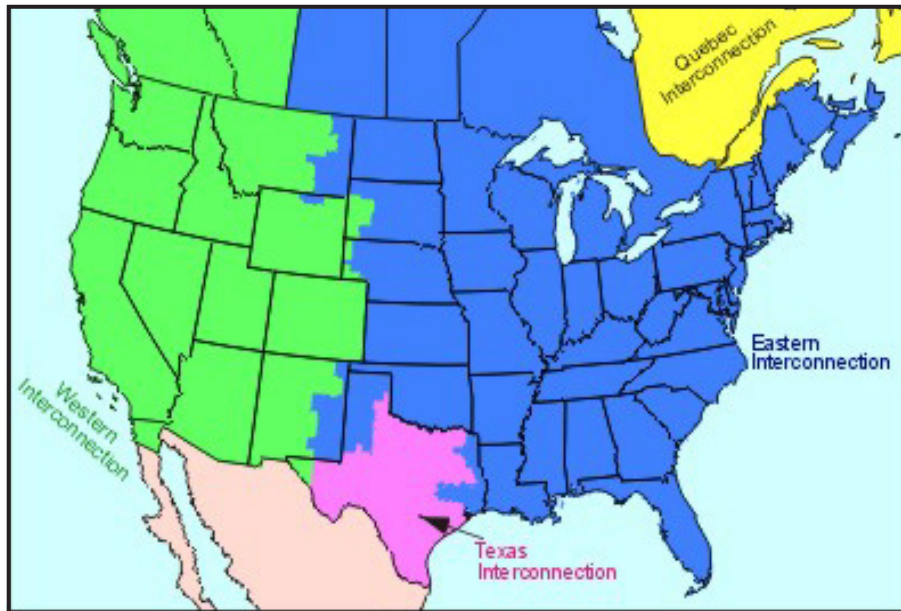 Quebec
Interconnection
Eastern
Interconnection
Western
Interconnection
Texas
Interconnection